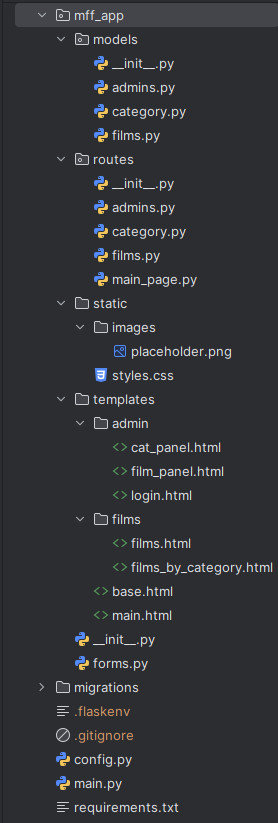 mff_app
models
__init__.py
admins.py
category.py
films.py
routes
__init__.py
admins.py
category.py
films.py
main_page.py
static
images
placeholder.png
styles.css
templates
admin
cat_panel.html
film_panel.html
login.html
films
films.html
films_by_category.html
base.html
main.html
__init__.py
forms.py
migrations
.flaskenv
.gitignore
config.py
main.py
requirements.txt